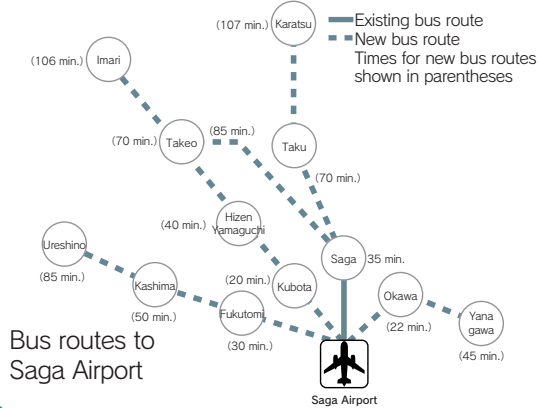 Karatsu
(107 min.)
Existing bus route
New bus route
Times for new bus routes
shown in parentheses
Imari
(106 min.)
(85 min.)
Takeo
(70 min.)
Taku
(70 min.)
Hizen
Yamaguchi
(40 min.)
Ureshino
(85 min.)
Saga
35 min.
Kashima
(50 min.)
(20 min.)
Kubota
Okawa
(22 min.)
Fukutomi
(30 min.)
Yana
gawa
(45 min.)
Bus routes to
Saga Airport
Saga Airport